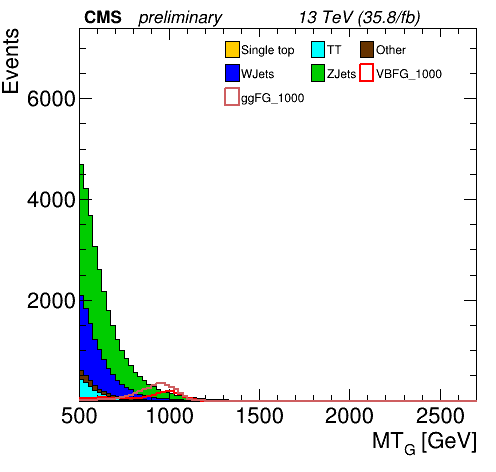 CMS preliminary 13 TeV (35.8/fb)
Events
Single top TT Other
WJets ZJets VBFG_1000
ggFG_1000
6000
4000
2000
500 1000 1500 2000 2500
MT_G [GeV]